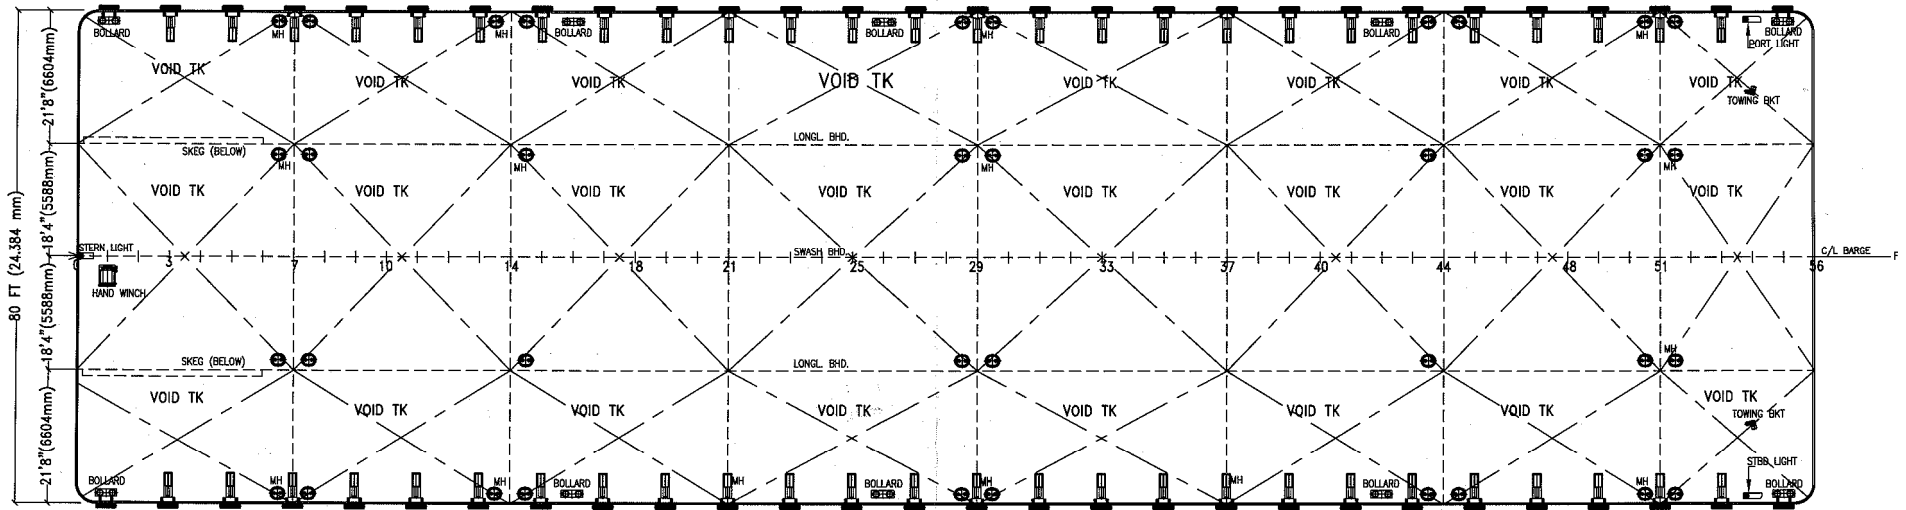 BOLLARD
MH
MH
BOLLARD
BOLLARD
MH
BOLLARD
MH
BOLLARD
PORT LIGHT
21'8"(6604mm)
VOID TK
VOID TK
VOID TK
VOID TK
VOID TK
VOID TK
VOID TK
VOID TK
TOWING BKT
LONGL. BHD.
SKEG (BELOW)
MH
MH
MH
MH
18'4"(5588mm)
VOID TK
VOID TK
VOID TK
VOID TK
VOID TK
VOID TK
VOID TK
VOID TK
80 FT (24.384 mm)
STERN LIGHT
SWASH BHD.
C/L BARGE
F
3
7
10
14
18
21
25
29
33
37
40
44
48
51
56
HAND WINCH
18'4"(5588mm)
SKEG (BELOW)
LONGL. BHD.
MH
21'8"(6604mm)
VOID TK
VOID TK
VOID TK
VOID TK
VOID TK
VOID TK
VOID TK
VOID TK
TOWING BKT
STBD LIGHT
BOLLARD
MH
MH
BOLLARD
MH
BOLLARD
MH
MH
BOLLARD
MH
BOLLARD